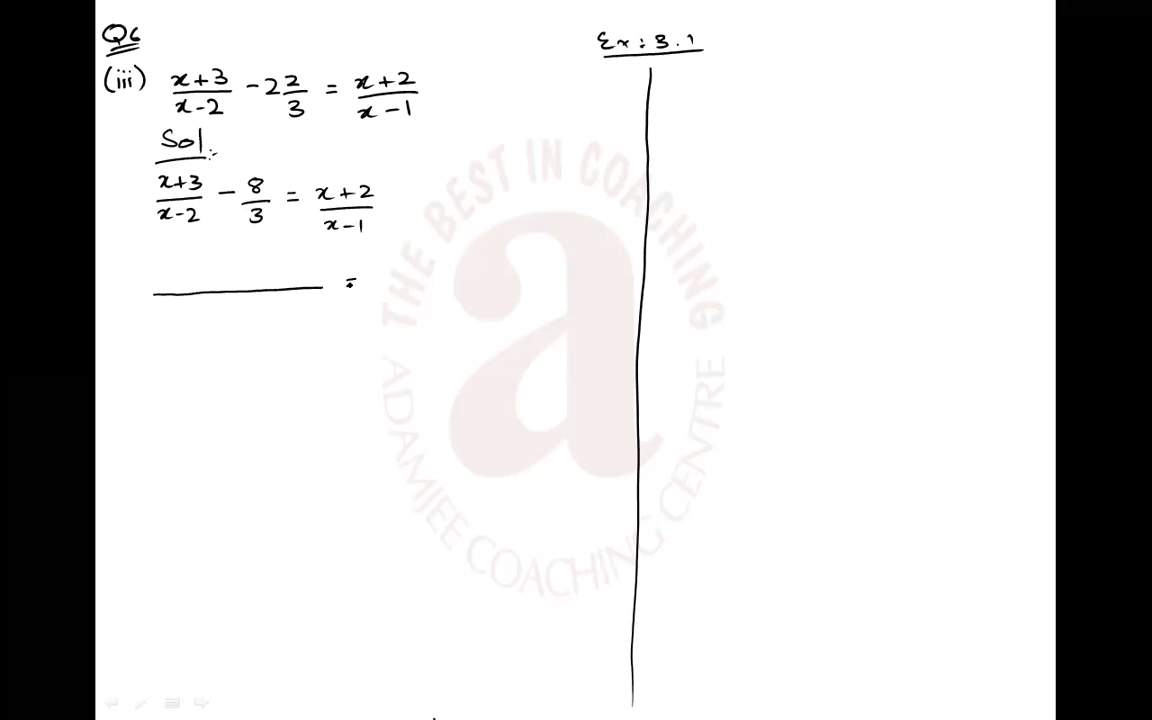 Q6
Ex: 3.1
(iii) (x+3)/(x-2) - 2 2/3 = (x+2)/(x-1)
Sol:
(x+3)/(x-2) - 8/3 = (x+2)/(x-1)
=
THE BEST IN COACHING
a
ADAMJEE COACHING CENTRE